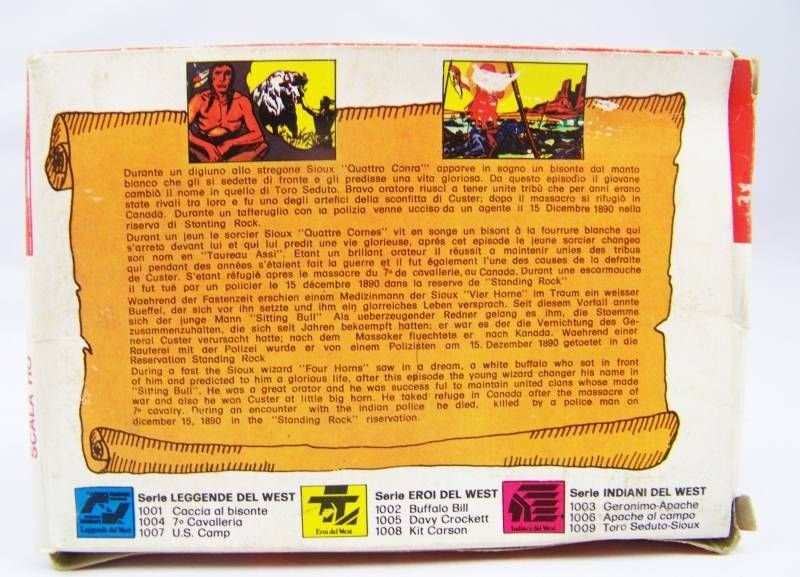 Durante un digiuno allo stregone Sioux "Quattro Conra" apparve in sogno un bisonte dal manto
bianco che gli si sedette di fronte e gli predisse una vita gloriosa. Da questo episodio il giovane
cambiò il nome in quello di Toro Seduto. Bravo oratore riuscì a tener unite tribù che per anni erano
state rivali tra loro e fu uno degli artefici della sconfitta di Custer; dopo il massacro si rifugiò in
Canadà. Durante un tafferuglio con la polizia venne ucciso da un agente il 15 Dicembre 1890 nella
riserva di Stanting Rock.
Durant un jeun le sorcier Sioux "Quattre Cornes" vit en songe un bisont à la fourrure blanche qui
s'arreta devant lui et qui lui predit une vie glorieuse, aprés cet episode le jeune sorcier changea
son nom en "Taureau Assi". Etant un brillant orateur il réussit a maintenir unies des tribus
qui pendant des années s'étaient fait la guerre et il fut également l'une des causes de la defraite
de Custer. S'etant réfugié apres le massacre du 7º de cavallerie, au Canada. Durant une escarmouche
il fut tué par un policier le 15 décembre 1890 dans la reserve de "Standing Rock"
Waehrend der Fastenzeit erschien einem Medizinmann der Sioux "Vier Horne" im Traum ein weisser
Bueffel, der sich vor ihn setzte und ihm ein glorreiches Leben versprach. Seit diesem Vorfall annte
sich der junge Mann "Sitting Bull" Als ueberzeugender Redner gelang es ihm, die Staemme
zusammenzuhalten, die sich seit Jahren bekaempft hatten; er war es der die Vernichtung des Ge-
neral Custer verursacht hatte; nach dem Massaker fluechtete er nach Kanada. Waehrend einer
Rauferei mit der Polizei wurde er von einem Polizisten am 15. Dezember 1890 getoetet in die
Reservation Standing Rock
During a fast the Sioux wizard "Four Horns" saw in a dream, a white buffalo who sat in front
of him and predicted to him a glorious life, after this episode the young wizard changer his name in
"Sitting Bull". He was a great orator and he was success ful to maintain united clans whose made
war and also he won Custer at little big horn. He taked refuge in Canada after the massacre of
7º cavalry. During an encounter with the indian police he died, killed by a police man on
dicember 15, 1890 in the "Standing Rock" riservation.
SCALA HO
Leggende del West
Serie LEGGENDE DEL WEST
1001 Caccia al bisonte
1004 7º Cavalleria
1007 U.S. Camp
Eroi del West
Serie EROI DEL WEST
1002 Buffalo Bill
1005 Davy Crockett
1008 Kit Carson
Indiani del West
Serie INDIANI DEL WEST
1003 Geronimo-Apache
1006 Apache al campo
1009 Toro Seduto-Sioux